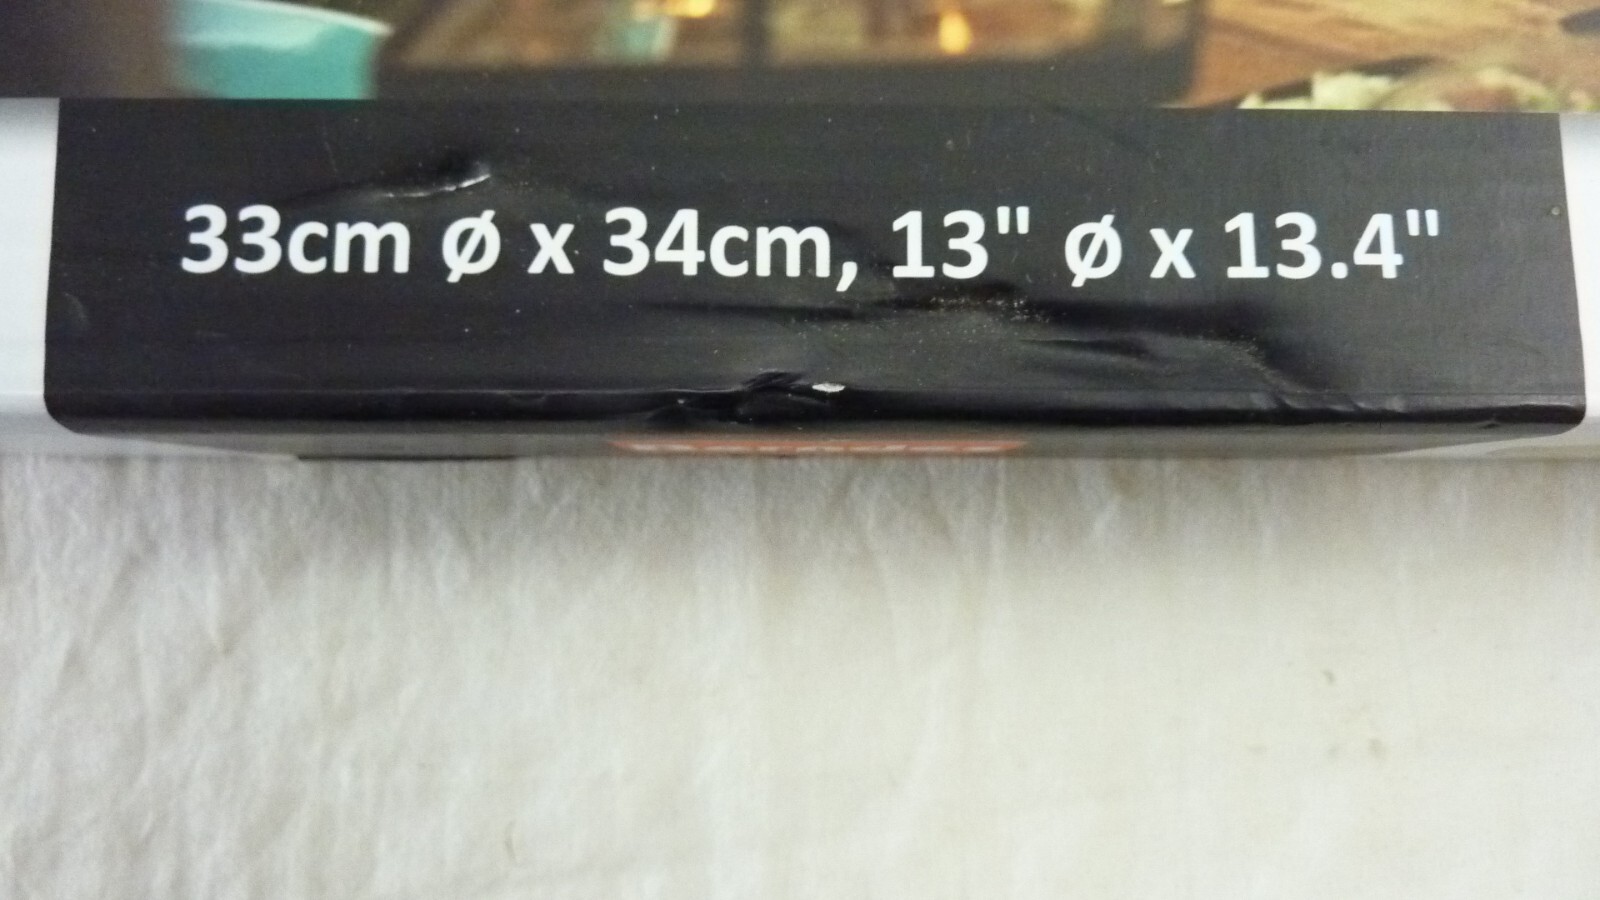 33cm ø x 34cm, 13" ø x 13.4"